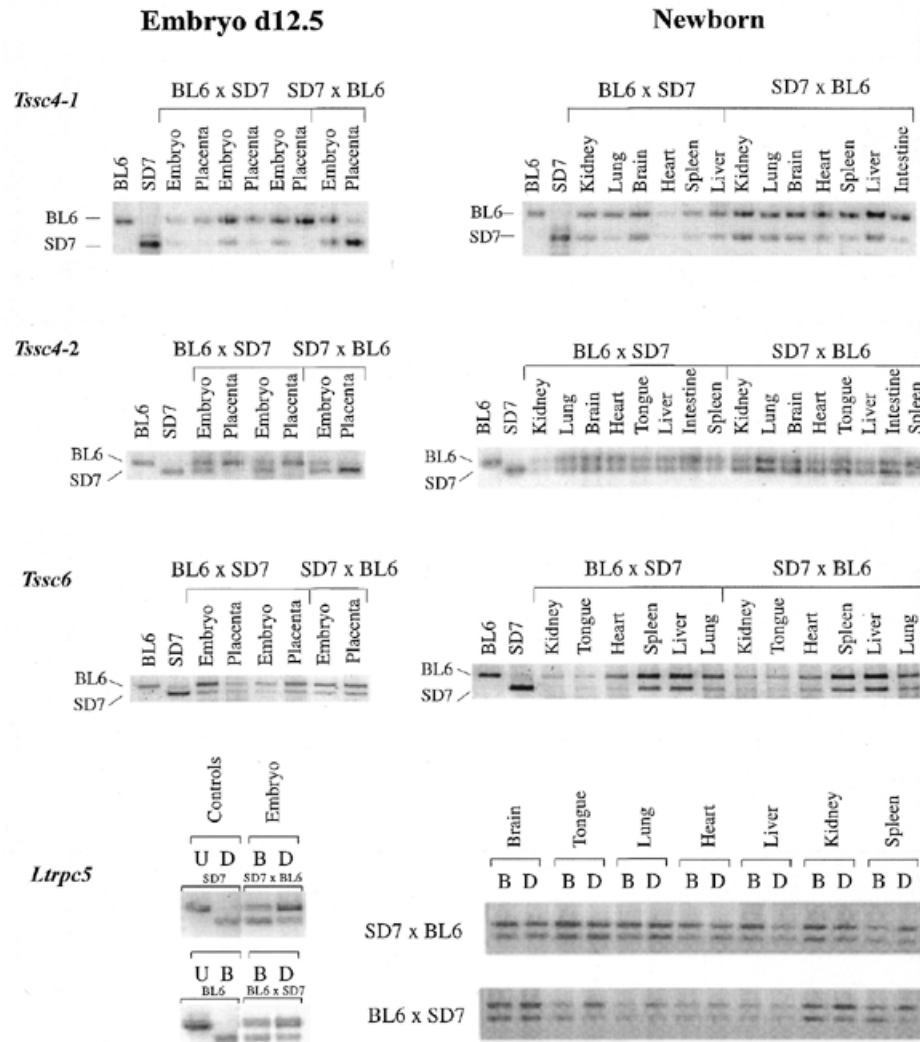 Embryo d12.5
Newborn
Tssc4-1
BL6 x SD7 SD7 x BL6
BL6 SD7 Embryo Placenta Embryo Placenta Embryo Placenta Embryo Placenta
BL6
SD7
BL6 x SD7 SD7 x BL6
BL6 SD7 Kidney Lung Brain Heart Spleen Liver Kidney Lung Brain Heart Spleen Liver Intestine
BL6
SD7
Tssc4-2
BL6 x SD7 SD7 x BL6
BL6 SD7 Embryo Placenta Embryo Placenta Embryo Placenta
BL6
SD7
BL6 x SD7 SD7 x BL6
BL6 SD7 Kidney Lung Brain Heart Tongue Liver Intestine Spleen Kidney Lung Brain Heart Tongue Liver Intestine Spleen
BL6
SD7
Tssc6
BL6 x SD7 SD7 x BL6
BL6 SD7 Embryo Placenta Embryo Placenta Embryo Placenta
BL6
SD7
BL6 x SD7 SD7 x BL6
BL6 SD7 Kidney Tongue Heart Spleen Liver Lung Kidney Tongue Heart Spleen Liver Lung
BL6
SD7
Ltrpc5
Controls Embryo
U D B D
SD7 SD7 x BL6
U B B D
BL6 BL6 x SD7
Brain Tongue Lung Heart Liver Kidney Spleen
B D B D B D B D B D B D B D
SD7 x BL6
BL6 x SD7